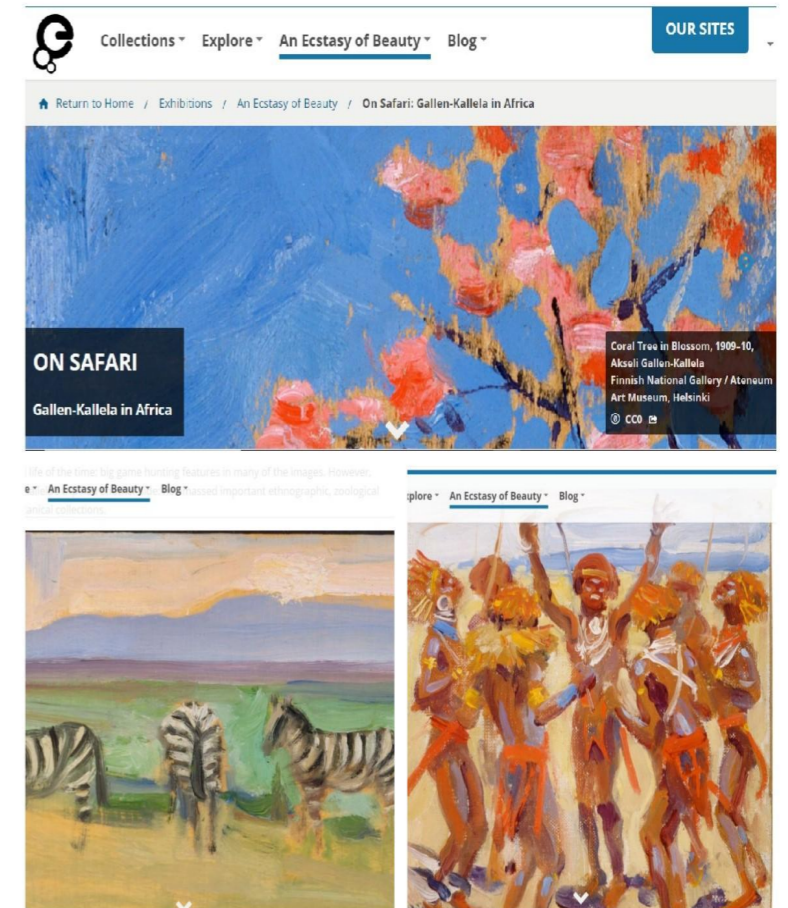 Collections Explore An Ecstasy of Beauty Blog OUR SITES
Return to Home / Exhibitions / An Ecstasy of Beauty / On Safari: Gallen-Kallela in Africa
ON SAFARI
Gallen-Kallela in Africa
Coral Tree in Blossom, 1909–10,
Akseli Gallen-Kallela
Finnish National Gallery / Ateneum
Art Museum, Helsinki
CC0
life of the time: big game hunting features in many of the images. However,
e An Ecstasy of Beauty Blog
massed important ethnographic, zoological
anical collections.
xplore An Ecstasy of Beauty Blog